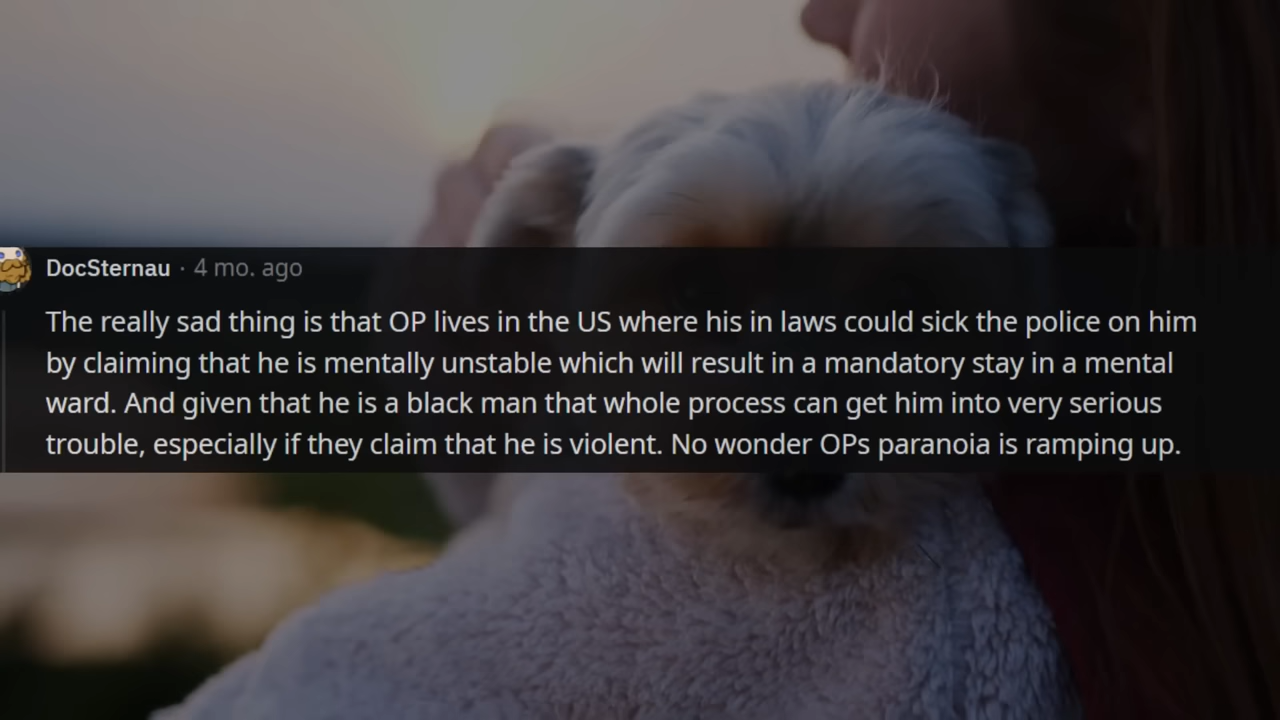 DocSternau · 4 mo. ago
The really sad thing is that OP lives in the US where his in laws could sick the police on him
by claiming that he is mentally unstable which will result in a mandatory stay in a mental
ward. And given that he is a black man that whole process can get him into very serious
trouble, especially if they claim that he is violent. No wonder OPs paranoia is ramping up.